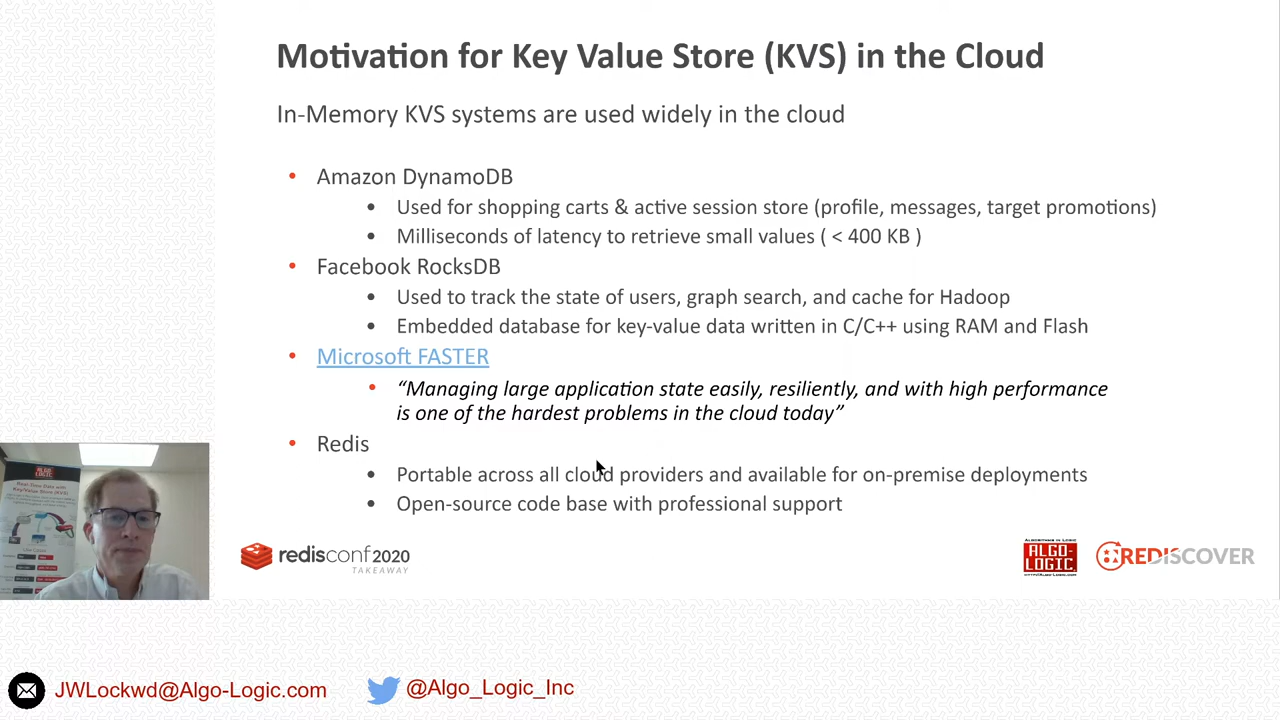 Motivation for Key Value Store (KVS) in the Cloud
In-Memory KVS systems are used widely in the cloud
• Amazon DynamoDB
• Used for shopping carts & active session store (profile, messages, target promotions)
• Milliseconds of latency to retrieve small values ( < 400 KB )
• Facebook RocksDB
• Used to track the state of users, graph search, and cache for Hadoop
• Embedded database for key-value data written in C/C++ using RAM and Flash
• Microsoft FASTER
• “Managing large application state easily, resiliently, and with high performance
is one of the hardest problems in the cloud today”
• Redis
• Portable across all cloud providers and available for on-premise deployments
• Open-source code base with professional support
redisconf2020
TAKEAWAY
ALGORITHMS IN LOGIC
ALGO-
LOGIC
REDISCOVER
JWLockwd@Algo-Logic.com
@Algo_Logic_Inc